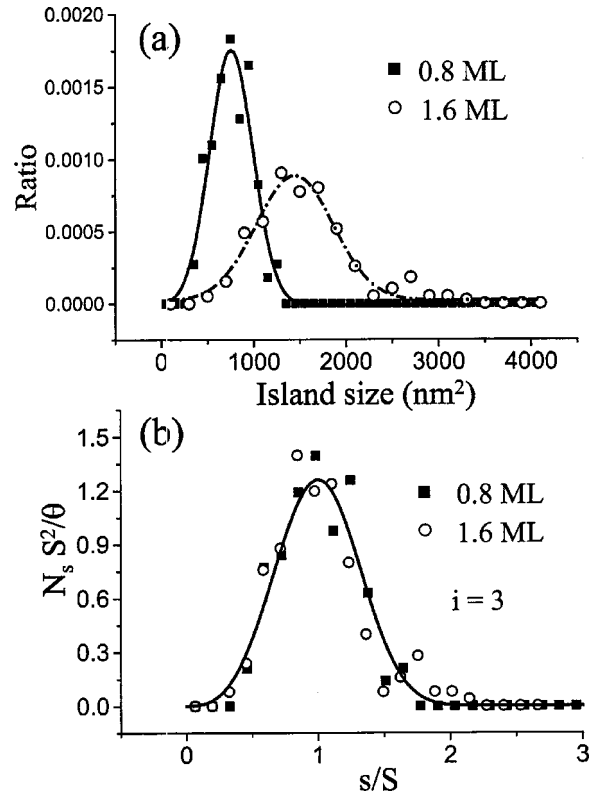 (a)
0.8 ML
1.6 ML
Ratio
0.0020
0.0015
0.0010
0.0005
0.0000
0 1000 2000 3000 4000
Island size (nm²)
(b)
0.8 ML
1.6 ML
i = 3
Nₛ S²/θ
1.5
1.2
0.9
0.6
0.3
0.0
0 1 2 3
s/S